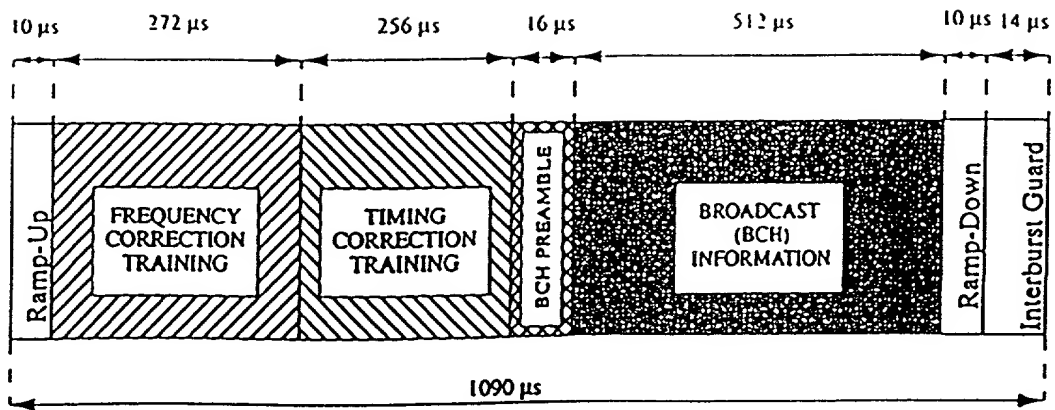 10 µs 272 µs 256 µs 16 µs 512 µs 10 µs 14 µs
Ramp-Up
FREQUENCY
CORRECTION
TRAINING
TIMING
CORRECTION
TRAINING
BCH PREAMBLE
BROADCAST
(BCH)
INFORMATION
Ramp-Down
Interburst Guard
1090 µs